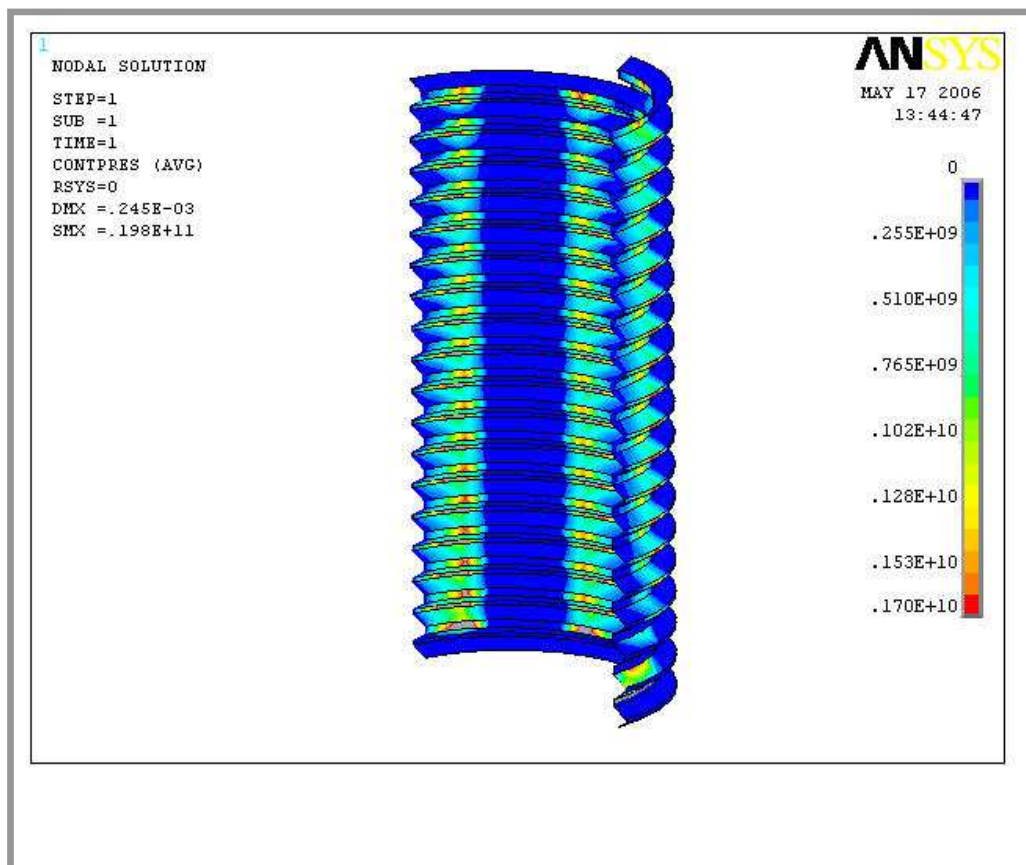 1
NODAL SOLUTION
STEP=1
SUB =1
TIME=1
CONTPRES (AVG)
RSYS=0
DMX =.245E-03
SMX =.198E+11
ANSYS
MAY 17 2006
13:44:47
0
.255E+09
.510E+09
.765E+09
.102E+10
.128E+10
.153E+10
.170E+10